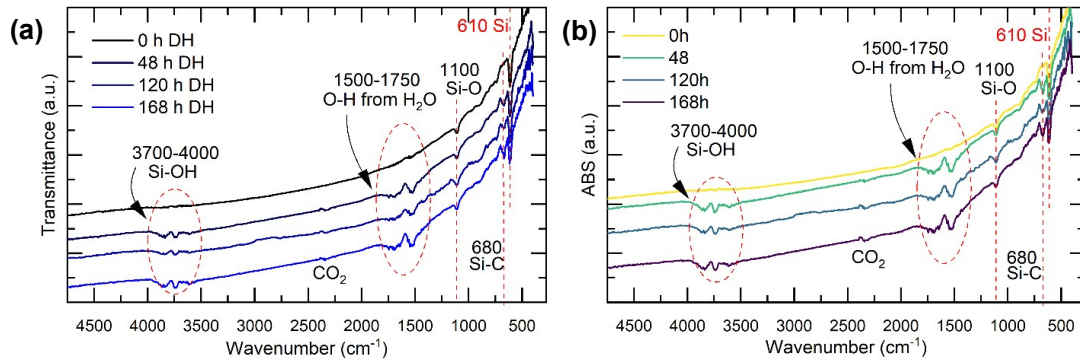 (a)
0 h DH
48 h DH
120 h DH
168 h DH
610 Si
1500-1750
O-H from H₂O
1100
Si-O
3700-4000
Si-OH
CO₂
680
Si-C
Transmittance (a.u.)
4500 4000 3500 3000 2500 2000 1500 1000 500
Wavenumber (cm⁻¹)
(b)
0h
48
120h
168h
610 Si
1500-1750
O-H from H₂O
1100
Si-O
3700-4000
Si-OH
CO₂
680
Si-C
ABS (a.u.)
4500 4000 3500 3000 2500 2000 1500 1000 500
Wavenumber (cm⁻¹)